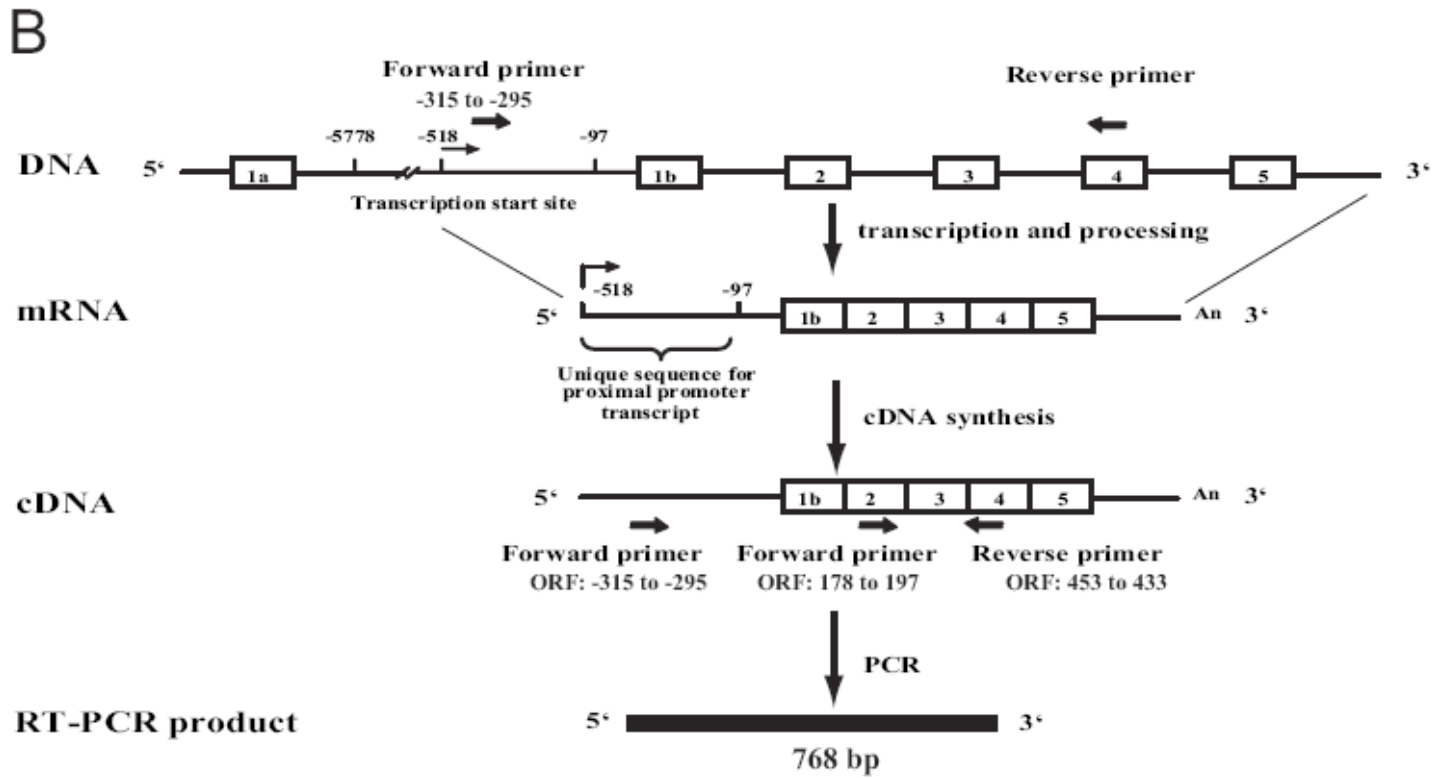 B
Forward primer
-315 to -295
Reverse primer
-5778
-518
-97
DNA
5‘
1a
1b
2
3
4
5
3‘
Transcription start site
transcription and processing
mRNA
5‘
-518
-97
1b
2
3
4
5
An
3‘
Unique sequence for
proximal promoter
transcript
cDNA synthesis
cDNA
5‘
1b
2
3
4
5
An
3‘
Forward primer
ORF: -315 to -295
Forward primer
ORF: 178 to 197
Reverse primer
ORF: 453 to 433
PCR
RT-PCR product
5‘
3‘
768 bp